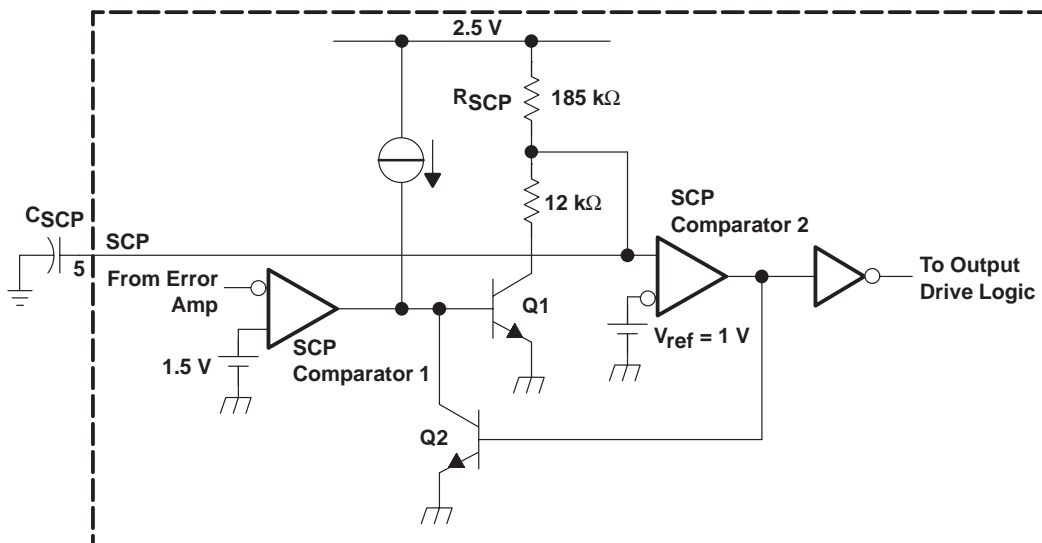 2.5 V
RSCP
185 kΩ
12 kΩ
SCP
Comparator 2
CSCP
SCP
5
From Error
Amp
To Output
Drive Logic
Q1
Vref = 1 V
SCP
Comparator 1
1.5 V
Q2